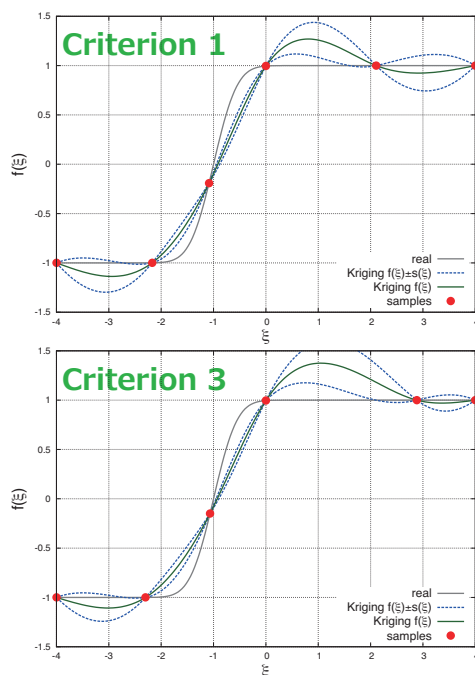 Criterion 1
1.5
1
0.5
0
-0.5
-1
-1.5
f(ξ)
real
Kriging f(ξ)±s(ξ)
Kriging f(ξ)
samples
-4 -3 -2 -1 0 1 2 3 4
ξ
Criterion 3
1.5
1
0.5
0
-0.5
-1
-1.5
f(ξ)
real
Kriging f(ξ)±s(ξ)
Kriging f(ξ)
samples
-4 -3 -2 -1 0 1 2 3 4
ξ